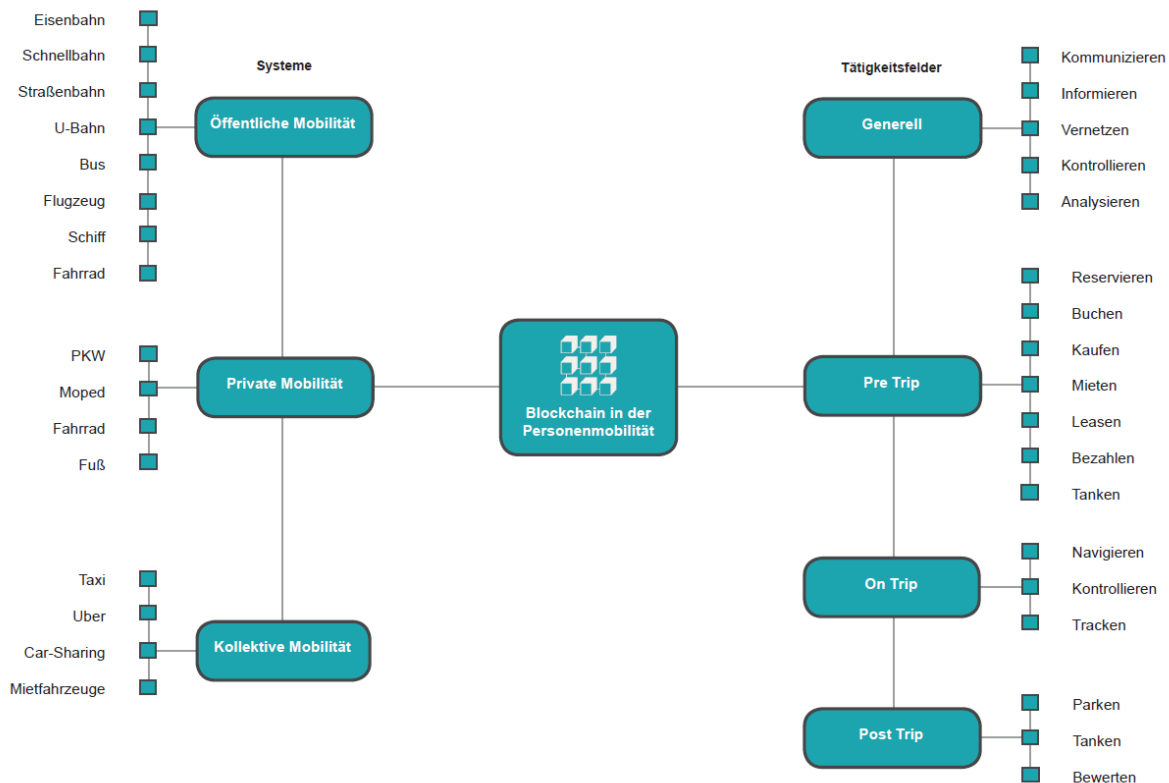 Systeme
Eisenbahn
Schnellbahn
Straßenbahn
U-Bahn
Bus
Flugzeug
Schiff
Fahrrad
Öffentliche Mobilität
PKW
Moped
Fahrrad
Fuß
Private Mobilität
Taxi
Uber
Car-Sharing
Mietfahrzeuge
Kollektive Mobilität
Blockchain in der
Personenmobilität
Tätigkeitsfelder
Generell
Kommunizieren
Informieren
Vernetzen
Kontrollieren
Analysieren
Pre Trip
Reservieren
Buchen
Kaufen
Mieten
Leasen
Bezahlen
Tanken
On Trip
Navigieren
Kontrollieren
Tracken
Post Trip
Parken
Tanken
Bewerten